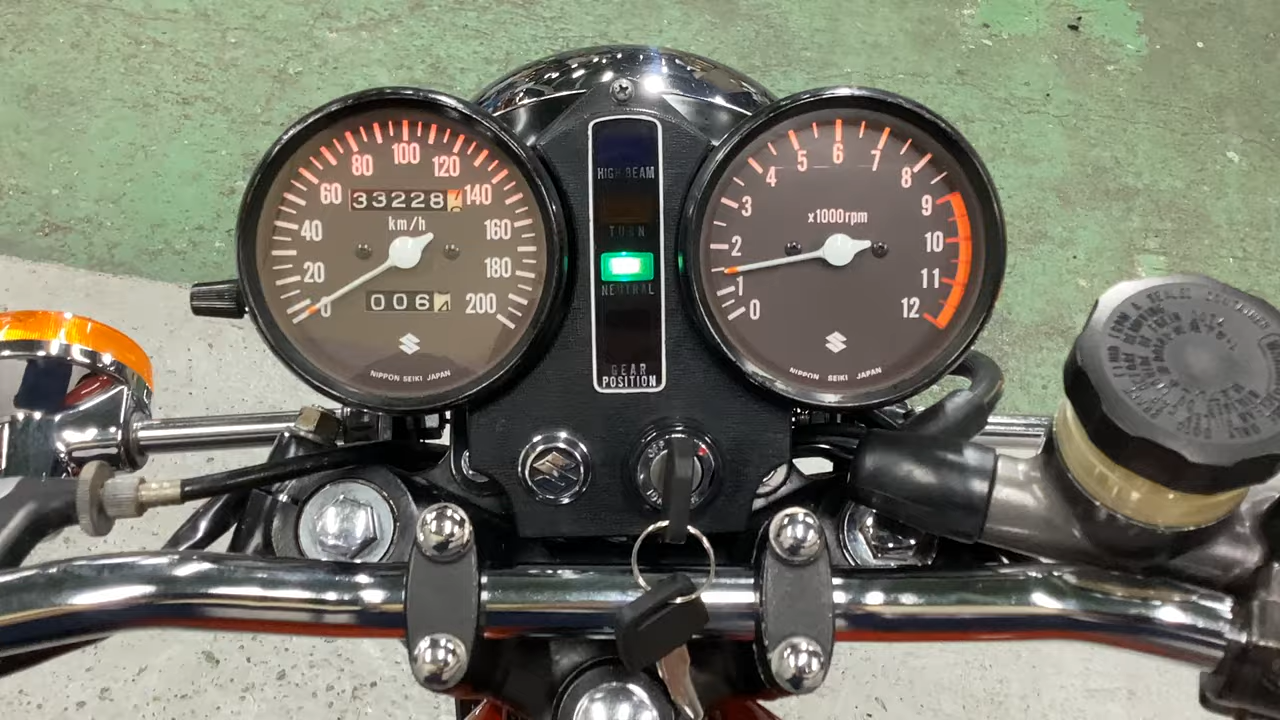 0
20
40
60
80
100
120
140
160
180
200
33228
km/h
006
NIPPON SEIKI JAPAN
HIGH BEAM
TURN
NEUTRAL
GEAR
POSITION
0
1
2
3
4
5
6
7
8
9
10
11
12
x1000rpm
NIPPON SEIKI JAPAN
OFF